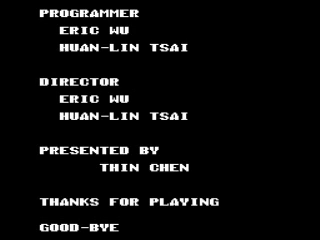 PROGRAMMER
ERIC WU
HUAN-LIN TSAI
DIRECTOR
ERIC WU
HUAN-LIN TSAI
PRESENTED BY
THIN CHEN
THANKS FOR PLAYING
GOOD-BYE